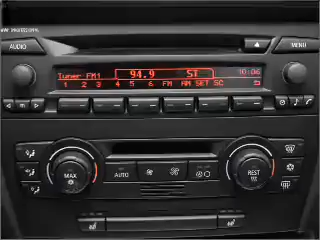 AUDIO
MENU
Tuner FM1 94.9 ST 10:06
1 2 3 4 5 6 FM AM SET SC
MAX AUTO REST